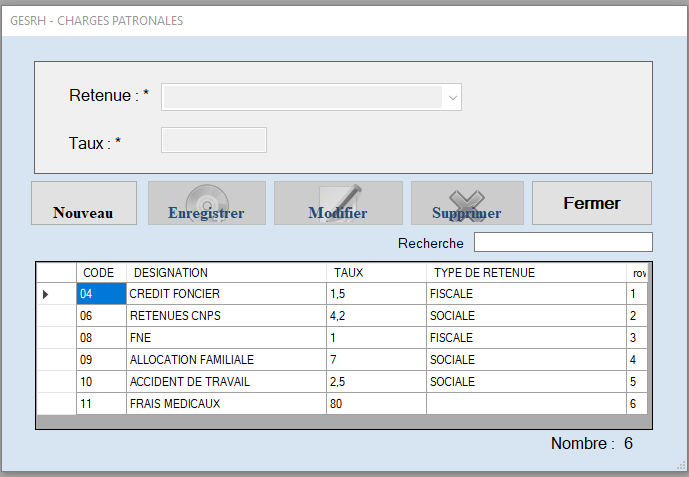 GESRH - CHARGES PATRONALES
Retenue : *
Taux : *
Nouveau Enregistrer Modifier Supprimer Fermer
Recherche
CODE DESIGNATION TAUX TYPE DE RETENUE rov
04 CREDIT FONCIER 1,5 FISCALE 1
06 RETENUES CNPS 4,2 SOCIALE 2
08 FNE 1 FISCALE 3
09 ALLOCATION FAMILIALE 7 SOCIALE 4
10 ACCIDENT DE TRAVAIL 2,5 SOCIALE 5
11 FRAIS MEDICAUX 80 6
Nombre : 6